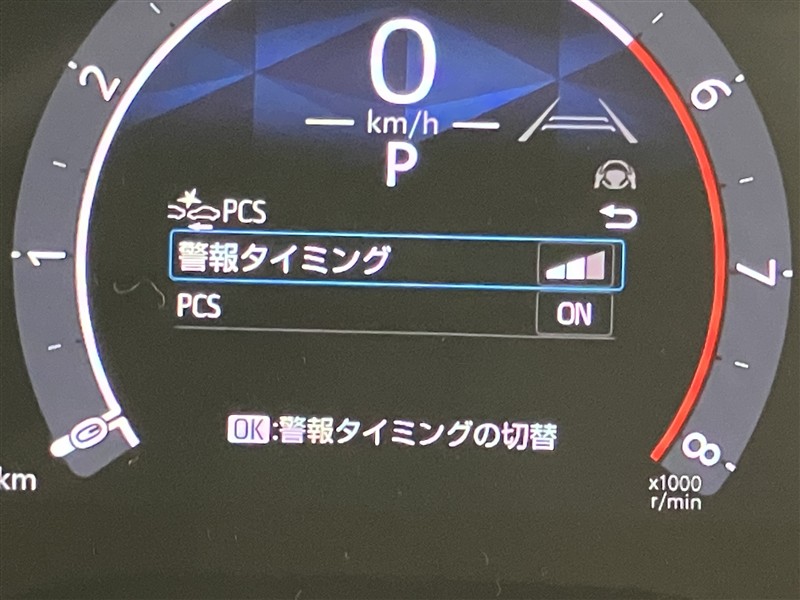 0
km/h
P
2
6
PCS
警報タイミング
1
7
PCS ON
OK:警報タイミングの切替
0
8
km
x1000
r/min